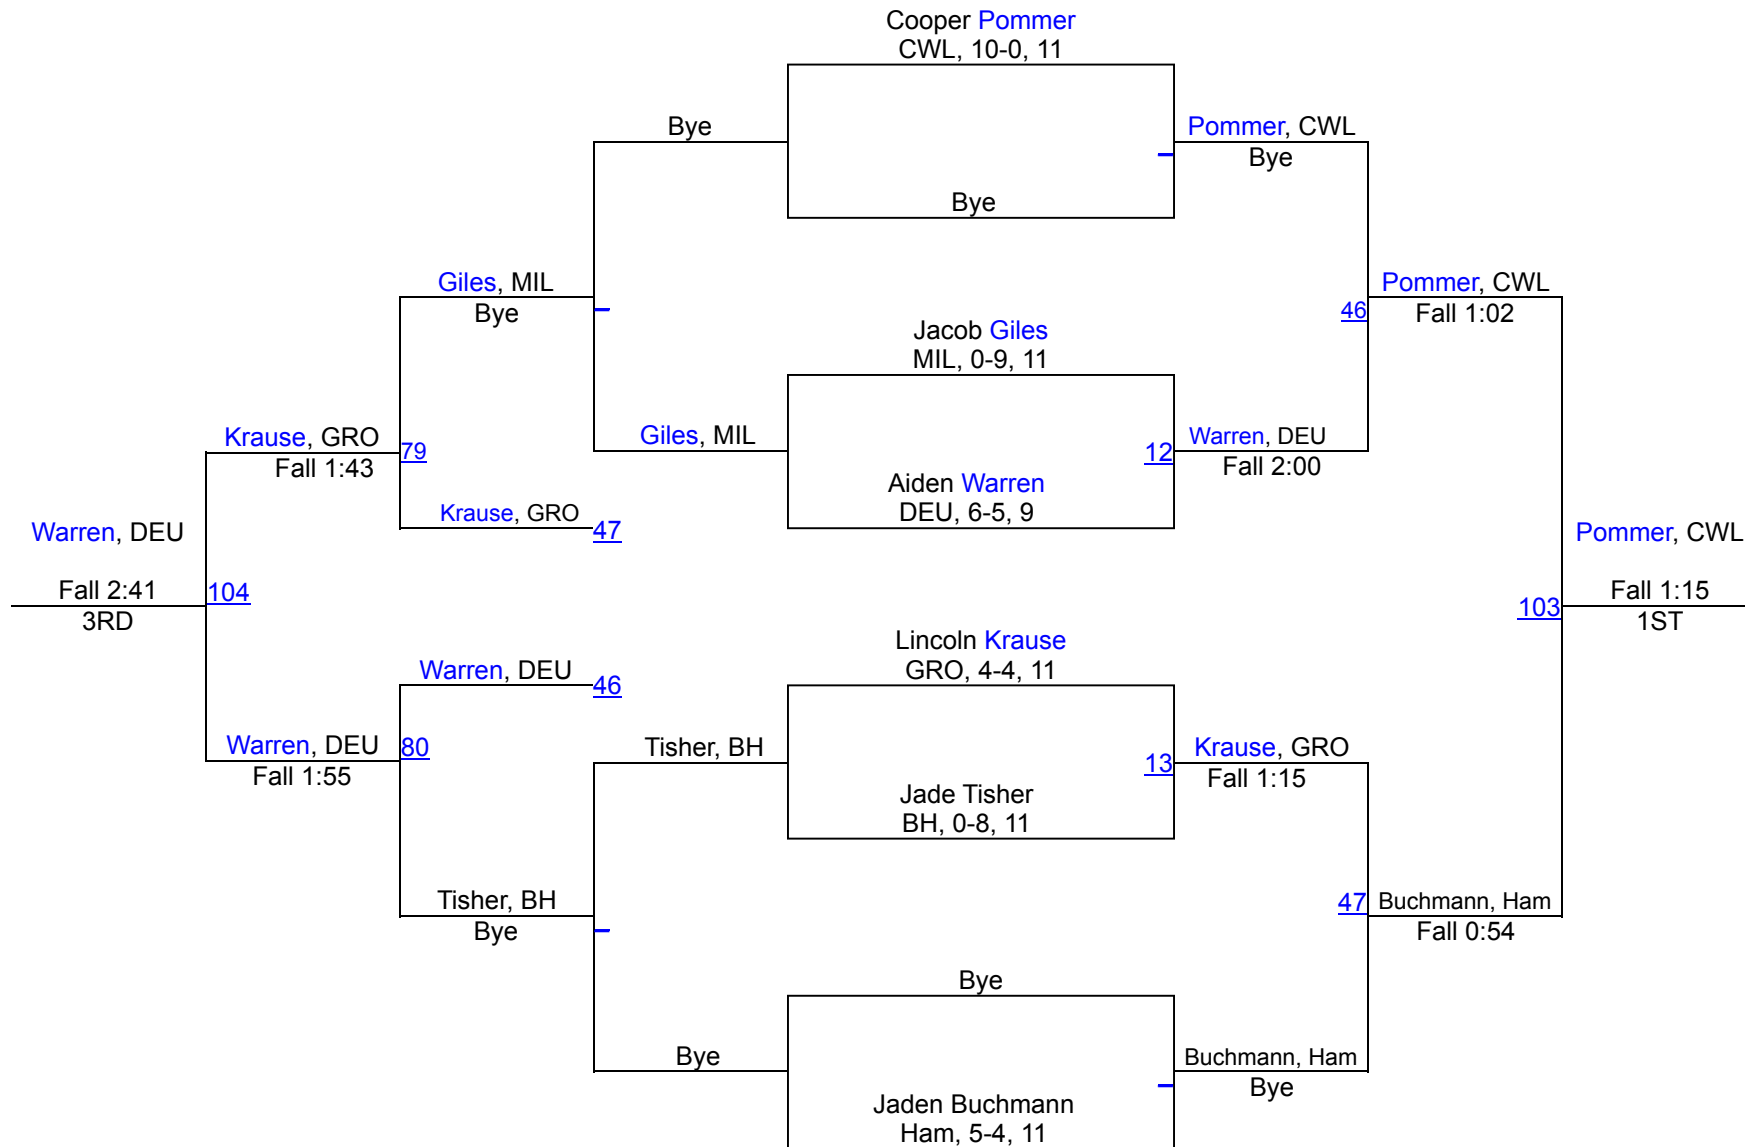 Cooper Pommer
CWL, 10-0, 11
Bye
Pommer, CWL
Bye
Bye
Giles, MIL
Bye
Pommer, CWL
Fall 1:02
46
Jacob Giles
MIL, 0-9, 11
Krause, GRO
Fall 1:43
79
Giles, MIL
12
Warren, DEU
Fall 2:00
Aiden Warren
DEU, 6-5, 9
Krause, GRO
47
Warren, DEU
Fall 2:41
3RD
104
Pommer, CWL
Fall 1:15
1ST
103
Lincoln Krause
GRO, 4-4, 11
Warren, DEU
46
Warren, DEU
Fall 1:55
80
Tisher, BH
13
Krause, GRO
Fall 1:15
Jade Tisher
BH, 0-8, 11
Tisher, BH
Bye
47
Buchmann, Ham
Fall 0:54
Bye
Bye
Buchmann, Ham
Bye
Jaden Buchmann
Ham, 5-4, 11